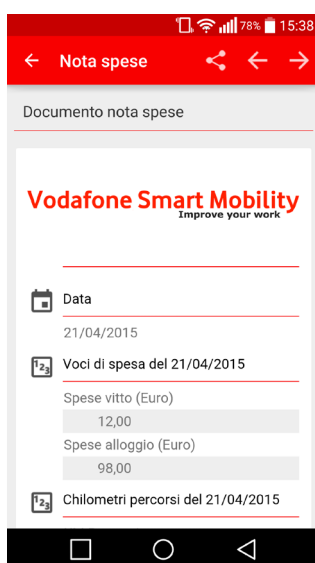 78% 15:38
Nota spese
Documento nota spese
Vodafone Smart Mobility
Improve your work
Data
21/04/2015
123
Voci di spesa del 21/04/2015
Spese vitto (Euro)
12,00
Spese alloggio (Euro)
98,00
123
Chilometri percorsi del 21/04/2015